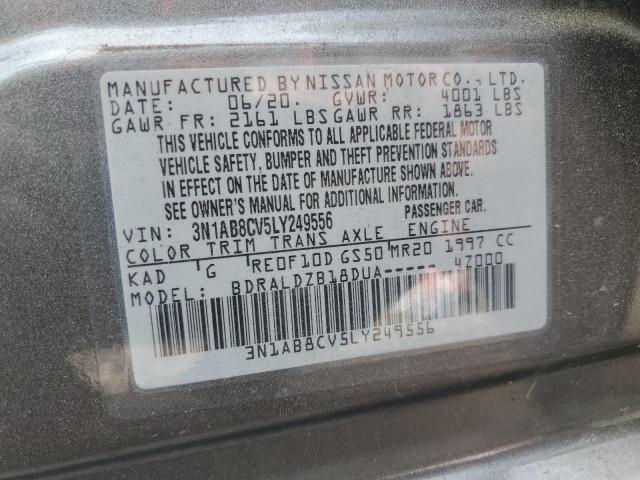 MANUFACTURED BY NISSAN MOTOR CO., LTD.
DATE: 06/20. GVWR: 4001 LBS
GAWR FR: 2161 LBS GAWR RR: 1863 LBS
THIS VEHICLE CONFORMS TO ALL APPLICABLE FEDERAL MOTOR
VEHICLE SAFETY, BUMPER AND THEFT PREVENTION STANDARDS
IN EFFECT ON THE DATE OF MANUFACTURE SHOWN ABOVE.
SEE OWNER'S MANUAL FOR ADDITIONAL INFORMATION.
VIN: 3N1AB8CV5LY249556 PASSENGER CAR.
COLOR TRIM TRANS AXLE ENGINE
KAD G RE0F10D GS50 MR20 1997 CC
MODEL: BDRALDZB18DUA----- 4Z000
3N1AB8CV5LY249556